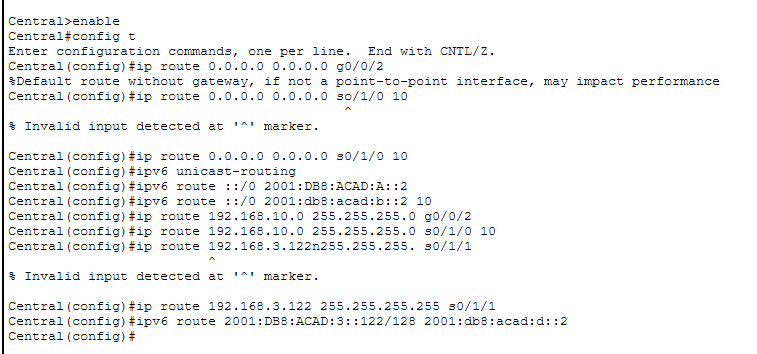 Central>enable
Central#config t
Enter configuration commands, one per line.  End with CNTL/Z.
Central(config)#ip route 0.0.0.0 0.0.0.0 g0/0/2
%Default route without gateway, if not a point-to-point interface, may impact performance
Central(config)#ip route 0.0.0.0 0.0.0.0 so/1/0 10
^
% Invalid input detected at '^' marker.
Central(config)#ip route 0.0.0.0 0.0.0.0 s0/1/0 10
Central(config)#ipv6 unicast-routing
Central(config)#ipv6 route ::/0 2001:DB8:ACAD:A::2
Central(config)#ipv6 route ::/0 2001:db8:acad:b::2 10
Central(config)#ip route 192.168.10.0 255.255.255.0 g0/0/2
Central(config)#ip route 192.168.10.0 255.255.255.0 s0/1/0 10
Central(config)#ip route 192.168.3.122n255.255.255. s0/1/1
^
% Invalid input detected at '^' marker.
Central(config)#ip route 192.168.3.122 255.255.255.255 s0/1/1
Central(config)#ipv6 route 2001:DB8:ACAD:3::122/128 2001:db8:acad:d::2
Central(config)#